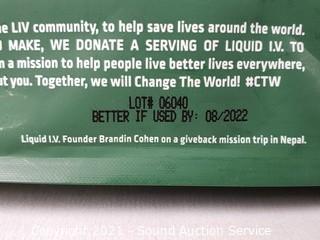 e LIV community, to help save lives around the world.
MAKE, WE DONATE A SERVING OF LIQUID I.V. TO
a mission to help people live better lives everywhere,
ut you. Together, we will Change The World! #CTW
LOT# 06040
BETTER IF USED BY: 08/2022
Liquid I.V. Founder Brandin Cohen on a giveback mission trip in Nepal.
Copyright 2021 - Sound Auction Service